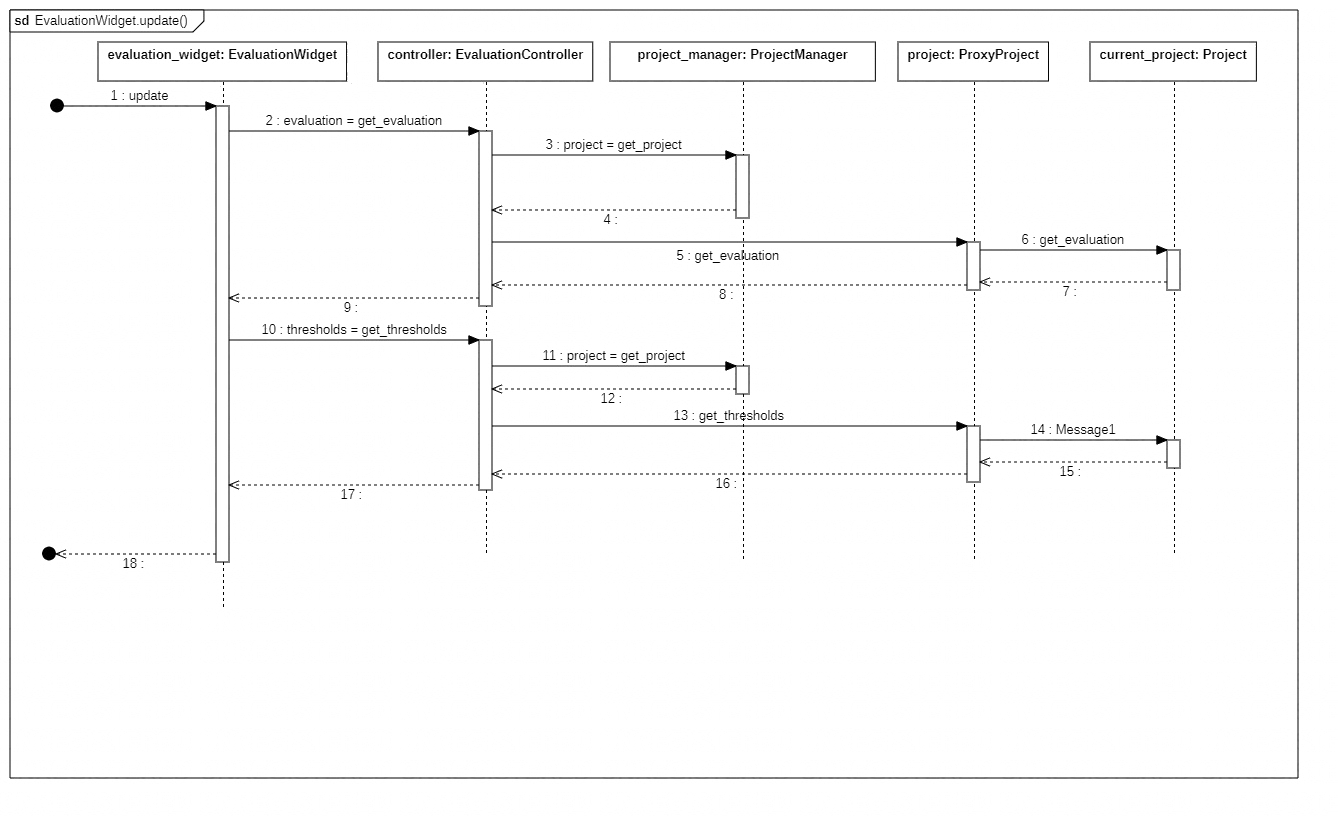 sd EvaluationWidget.update()
evaluation_widget: EvaluationWidget
controller: EvaluationController
project_manager: ProjectManager
project: ProxyProject
current_project: Project
1 : update
2 : evaluation = get_evaluation
3 : project = get_project
4 :
5 : get_evaluation
6 : get_evaluation
7 :
8 :
9 :
10 : thresholds = get_thresholds
11 : project = get_project
12 :
13 : get_thresholds
14 : Message1
15 :
16 :
17 :
18 :